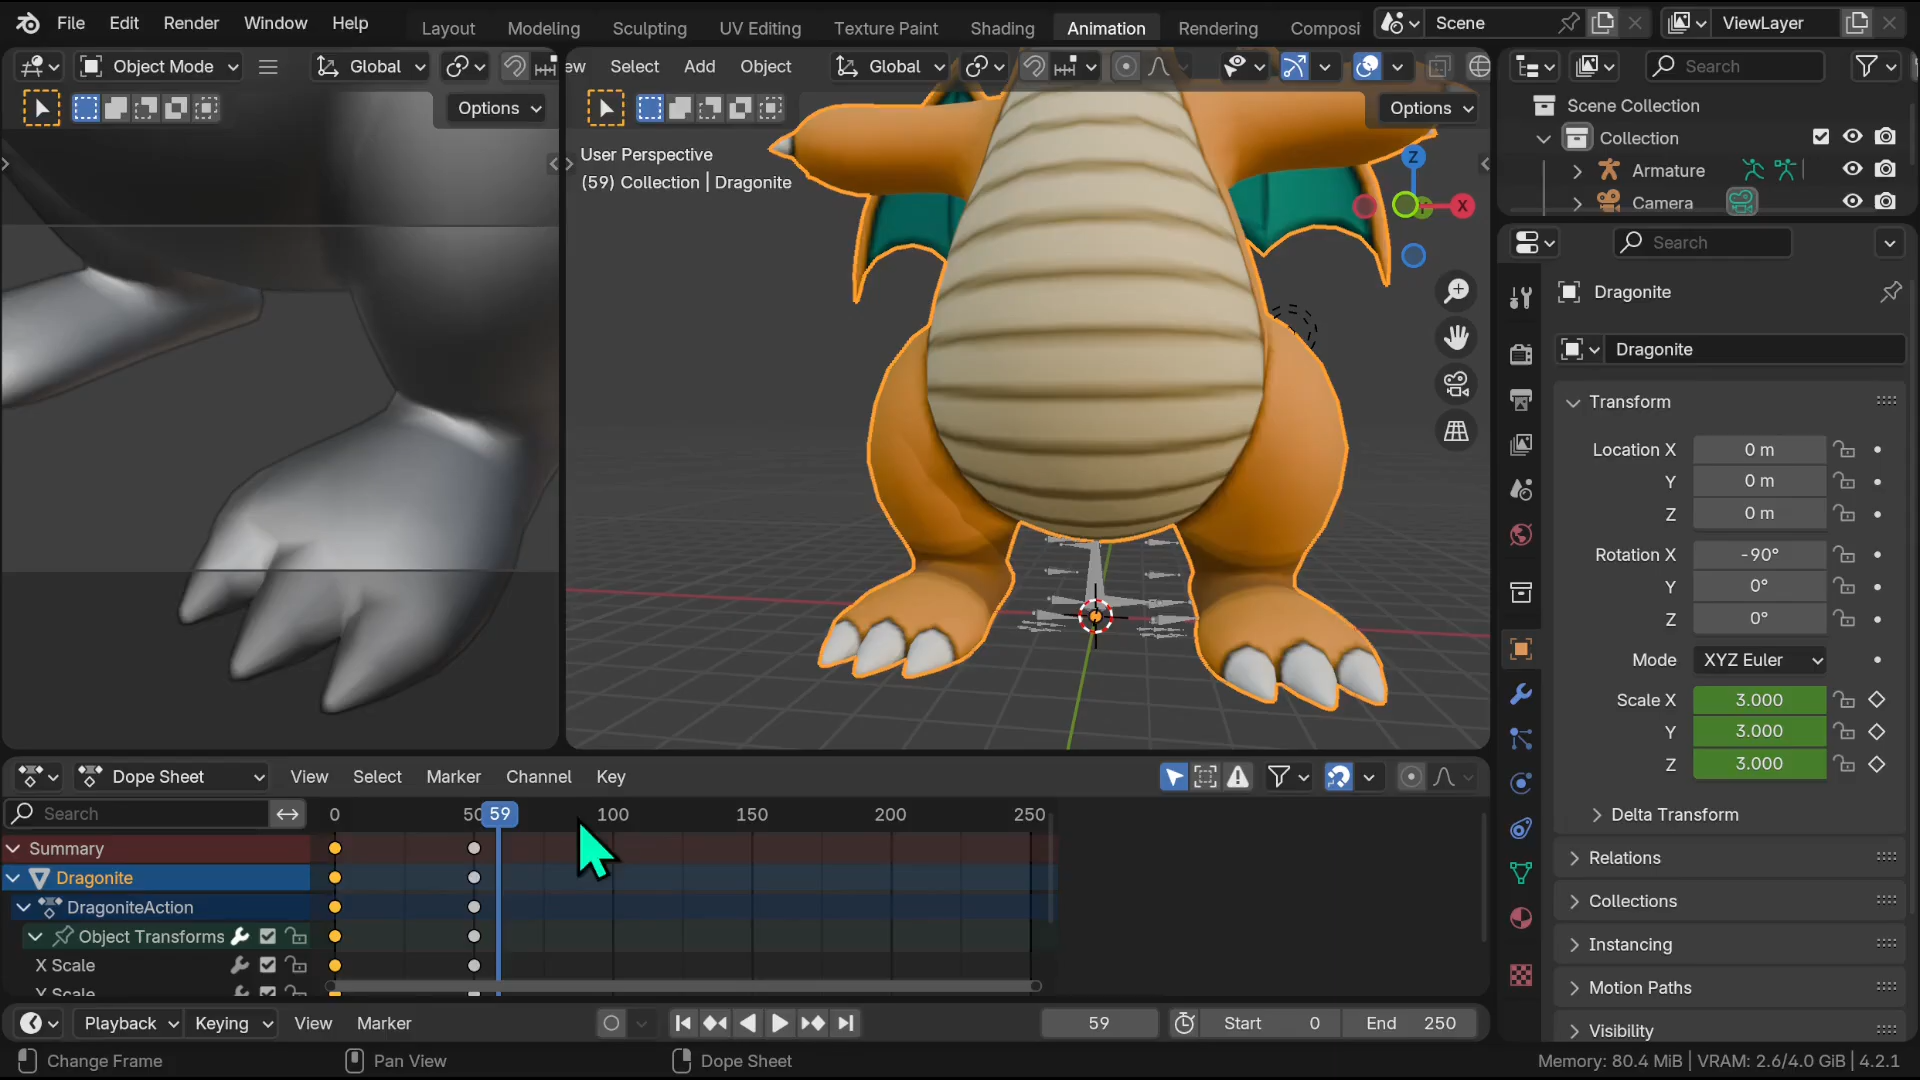 File Edit Render Window Help Layout Modeling Sculpting UV Editing Texture Paint Shading Animation Rendering Composi Scene ViewLayer
Object Mode Global ew Select Add Object Global Search
Options Options
Scene Collection
Collection
User Perspective
(59) Collection | Dragonite
Z
X
Armature
Camera
Search
Dragonite
Dragonite
Transform
Location X 0 m
Y 0 m
Z 0 m
Rotation X -90°
Y 0°
Z 0°
Mode XYZ Euler
Scale X 3.000
Y 3.000
Z 3.000
Delta Transform
Relations
Collections
Instancing
Motion Paths
Visibility
Dope Sheet View Select Marker Channel Key
Search 0 50 59 100 150 200 250
Summary
Dragonite
DragoniteAction
Object Transforms
X Scale
Y Scale
Playback Keying View Marker 59 Start 0 End 250
Change Frame Pan View Dope Sheet Memory: 80.4 MiB | VRAM: 2.6/4.0 GiB | 4.2.1